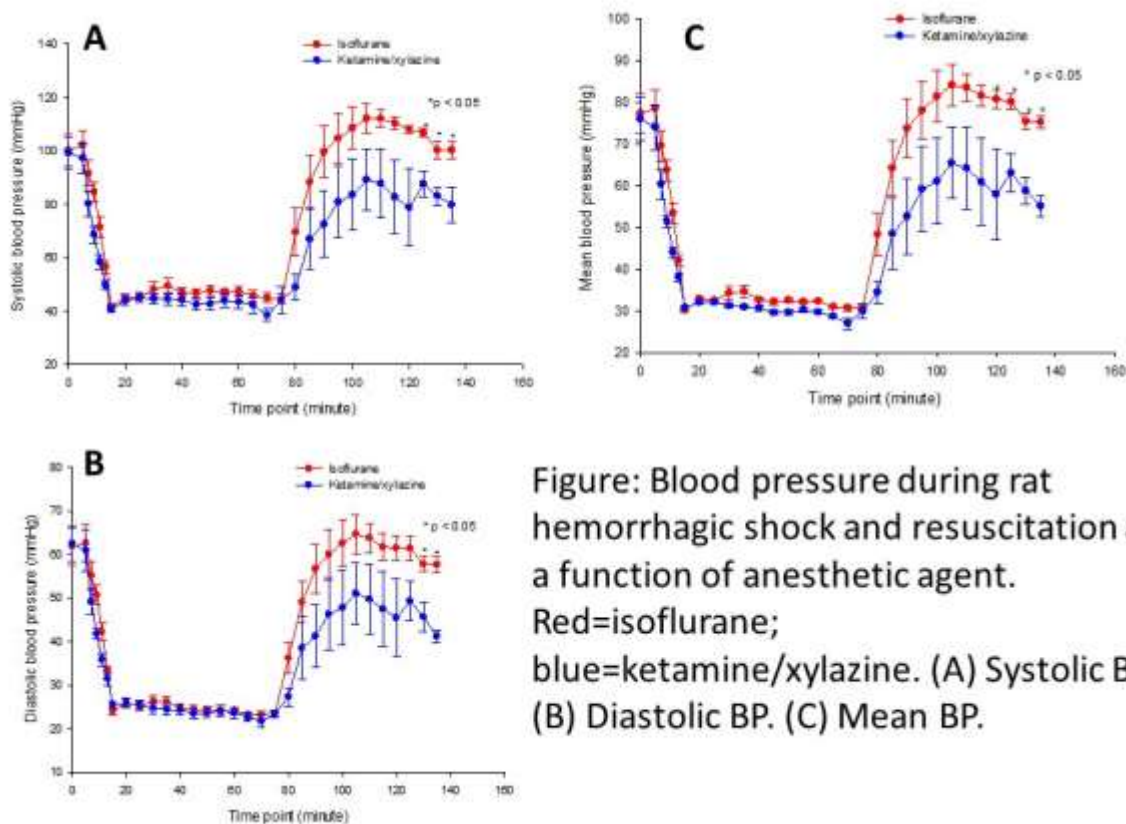 A
Isoflurane
Ketamine/xylazine
*p < 0.05
* * *
Systolic blood pressure (mmHg)
140
120
100
80
60
40
20
0 20 40 60 80 100 120 140 160
Time point (minute)
C
Isoflurane
Ketamine/xylazine
* p < 0.05
* * * *
Mean blood pressure (mmHg)
100
90
80
70
60
50
40
30
20
0 20 40 60 80 100 120 140 160
Time point (minute)
B
Isoflurane
Ketamine/xylazine
* p < 0.05
* *
Diastolic blood pressure (mmHg)
80
70
60
50
40
30
20
10
0 20 40 60 80 100 120 140 160
Time point (minute)
Figure: Blood pressure during rat
hemorrhagic shock and resuscitation
a function of anesthetic agent.
Red=isoflurane;
blue=ketamine/xylazine. (A) Systolic B
(B) Diastolic BP. (C) Mean BP.